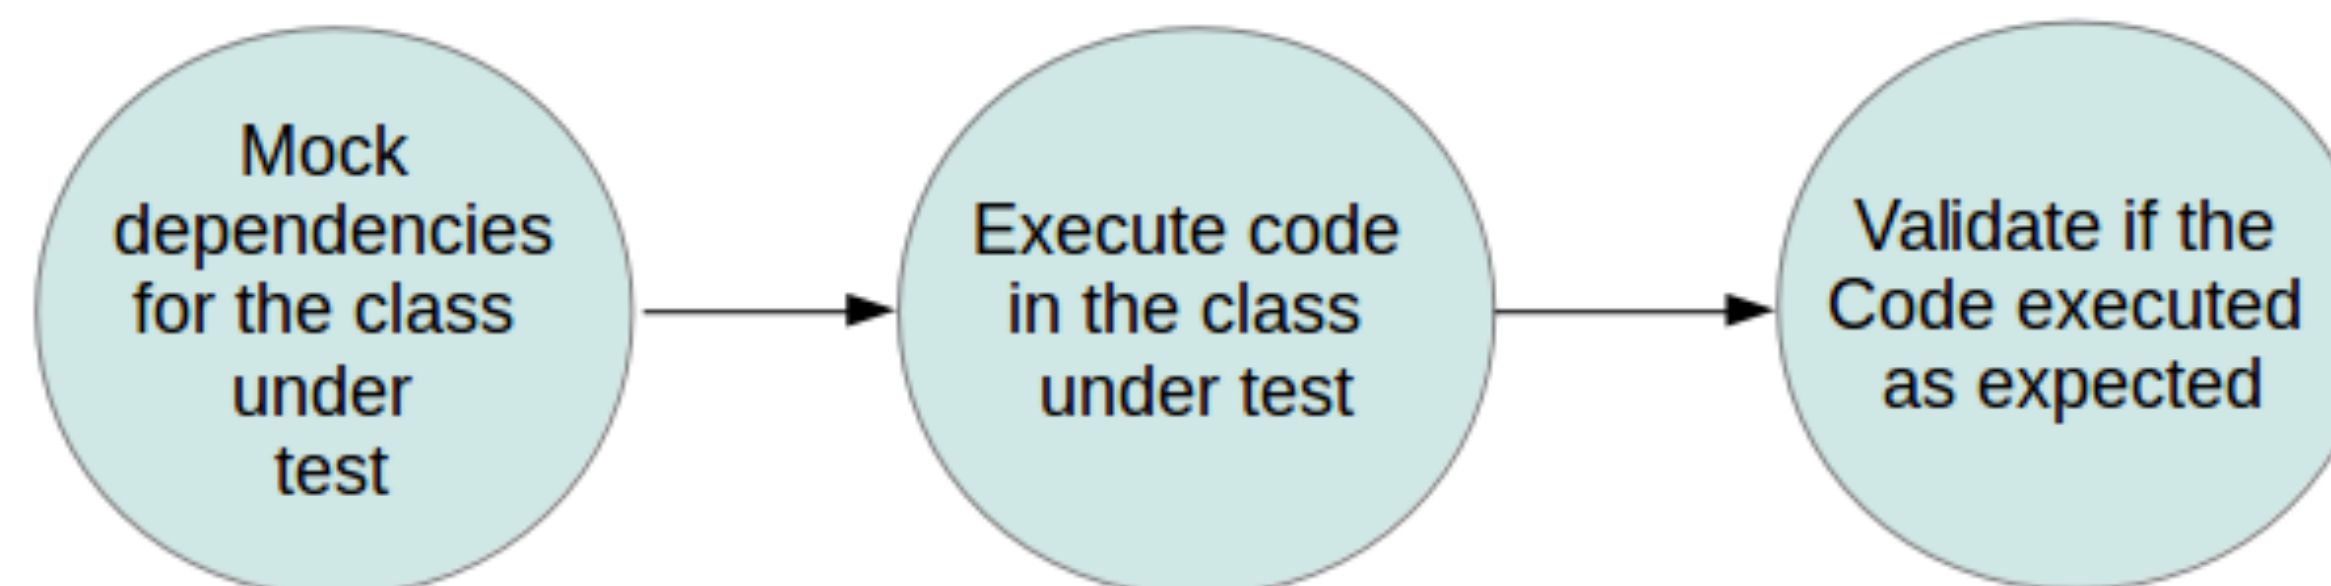 Mock
dependencies
for the class
under
test
Execute code
in the class
under test
Validate if the
Code executed
as expected